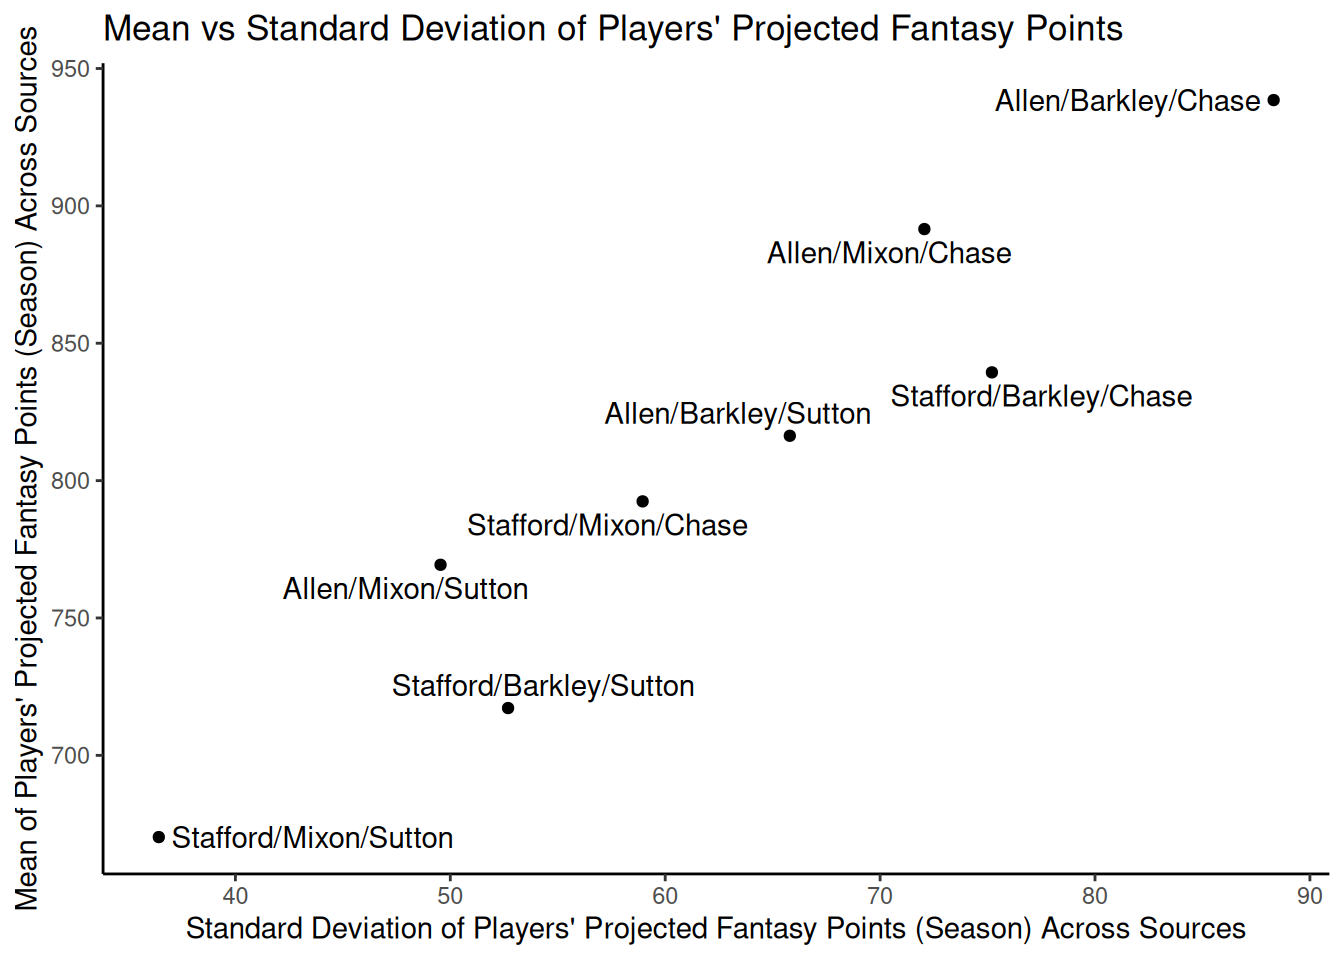 Mean vs Standard Deviation of Players' Projected Fantasy Points
Mean of Players' Projected Fantasy Points (Season) Across Sources
950
900
850
800
750
700
Allen/Barkley/Chase
Allen/Mixon/Chase
Stafford/Barkley/Chase
Allen/Barkley/Sutton
Stafford/Mixon/Chase
Allen/Mixon/Sutton
Stafford/Barkley/Sutton
Stafford/Mixon/Sutton
40 50 60 70 80 90
Standard Deviation of Players' Projected Fantasy Points (Season) Across Sources